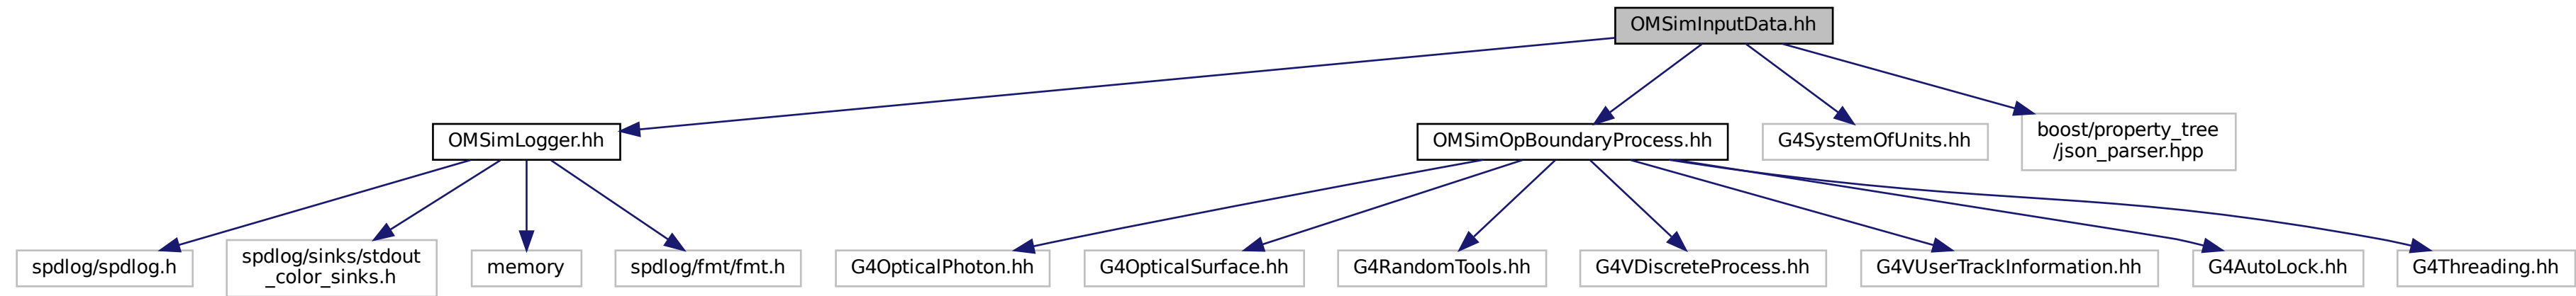 OMSimInputData.hh
OMSimLogger.hh
OMSimOpBoundaryProcess.hh
G4SystemOfUnits.hh
boost/property_tree
/json_parser.hpp
spdlog/spdlog.h
spdlog/sinks/stdout
_color_sinks.h
memory
spdlog/fmt/fmt.h
G4OpticalPhoton.hh
G4OpticalSurface.hh
G4RandomTools.hh
G4VDiscreteProcess.hh
G4VUserTrackInformation.hh
G4AutoLock.hh
G4Threading.hh